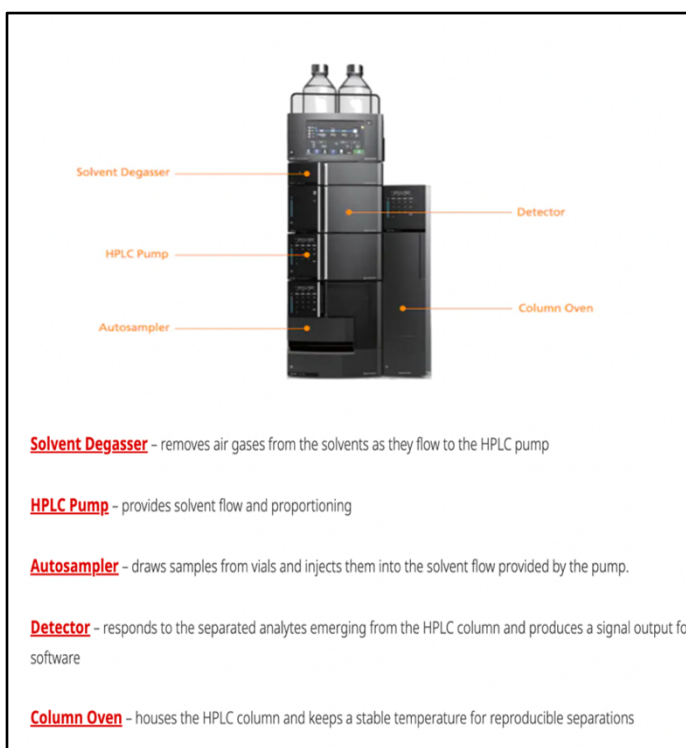 Solvent Degasser
Detector
HPLC Pump
Column Oven
Autosampler
Solvent Degasser – removes air gases from the solvents as they flow to the HPLC pump
HPLC Pump – provides solvent flow and proportioning
Autosampler – draws samples from vials and injects them into the solvent flow provided by the pump.
Detector – responds to the separated analytes emerging from the HPLC column and produces a signal output fo
software
Column Oven – houses the HPLC column and keeps a stable temperature for reproducible separations